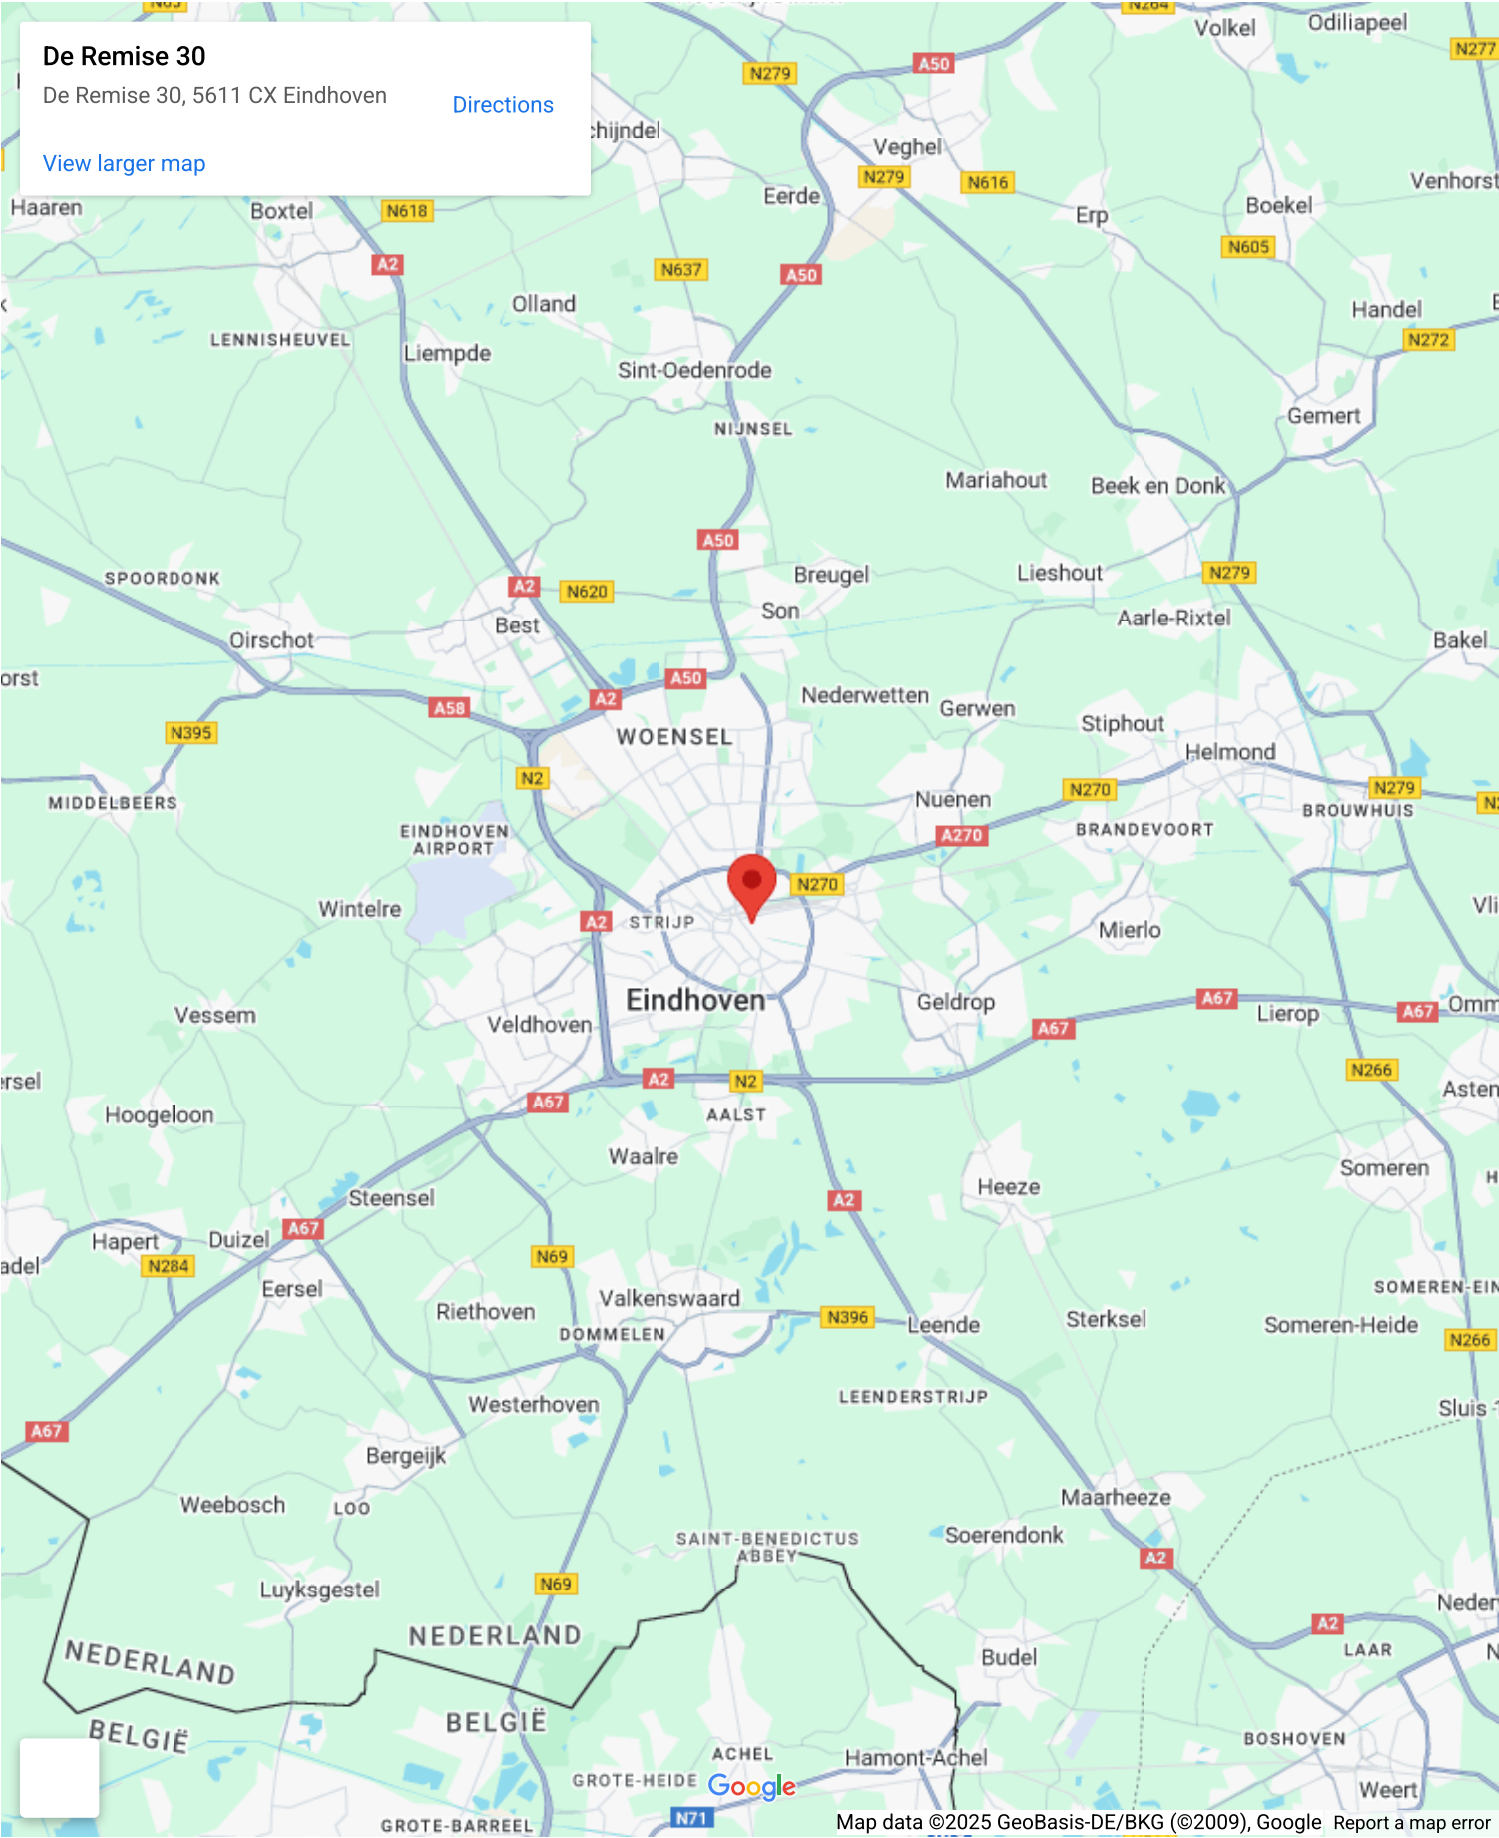 De Remise 30
De Remise 30, 5611 CX Eindhoven
Directions
View larger map
N264
Volkel
Odiliapeel
N277
N279
A50
Veghel
N279
N616
Venhorst
Haaren
Boxtel
N618
Eerde
Erp
Boekel
N605
A2
N637
A50
Olland
Handel
N272
LENNISHEUVEL
Liempde
Sint-Oedenrode
Gemert
NIJNSEL
Mariahout
Beek en Donk
A50
SPOORDONK
A2
N620
Breugel
Lieshout
N279
Son
Aarle-Rixtel
Best
Oirschot
Bakel
orst
A50
A2
Nederwetten
A58
Gerwen
N395
WOENSEL
Stiphout
Helmond
N2
MIDDELBEERS
Nuenen
N270
N279
BROUWHUIS
EINDHOVEN
AIRPORT
A270
BRANDEVOORT
N270
Wintelre
A2
STRIJP
Mierlo
Vli
Eindhoven
Geldrop
A67
Lierop
A67
Omm
Vessem
Veldhoven
A67
ersel
A2
N2
N266
Asten
Hoogeloon
A67
AALST
Waalre
Someren
Steensel
A2
Heeze
A67
Hapert
Duizel
adel
N284
N69
Eersel
SOMEREN-EIN
Riethoven
Valkenswaard
N396
Leende
Sterksel
Someren-Heide
DOMMELEN
N266
Westerhoven
LEENDERSTRIJP
Sluis
A67
Bergeijk
Maarheeze
Weebosch
LOO
SAINT-BENEDICTUS
ABBEY
Soerendonk
A2
Luyksgestel
N69
Neder
NEDERLAND
NEDERLAND
A2
LAAR
Budel
BELGIË
BELGIË
BOSHOVEN
ACHEL
Hamont-Achel
GROTE-HEIDE
Google
Weert
N71
GROTE-BARREEL
Map data ©2025 GeoBasis-DE/BKG (©2009), Google
Report a map error